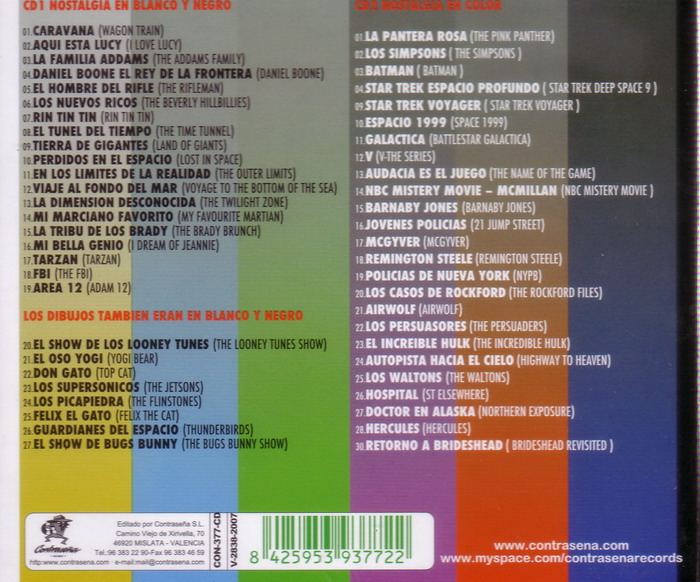 CD1 NOSTALGIA EN BLANCO Y NEGRO
01.CARAVANA (WAGON TRAIN)
02.AQUI ESTA LUCY (I LOVE LUCY)
03.LA FAMILIA ADDAMS (THE ADDAMS FAMILY)
04.DANIEL BOONE EL REY DE LA FRONTERA (DANIEL BOONE)
05.EL HOMBRE DEL RIFLE (THE RIFLEMAN)
06.LOS NUEVOS RICOS (THE BEVERLY HILLBILLIES)
07.RIN TIN TIN (RIN TIN TIN)
08.EL TUNEL DEL TIEMPO (THE TIME TUNNEL)
09.TIERRA DE GIGANTES (LAND OF GIANTS)
10.PERDIDOS EN EL ESPACIO (LOST IN SPACE)
11.EN LOS LIMITES DE LA REALIDAD (THE OUTER LIMITS)
12.VIAJE AL FONDO DEL MAR (VOYAGE TO THE BOTTOM OF THE SEA)
13.LA DIMENSION DESCONOCIDA (THE TWILIGHT ZONE)
14.MI MARCIANO FAVORITO (MY FAVOURITE MARTIAN)
15.LA TRIBU DE LOS BRADY (THE BRADY BRUNCH)
16.MI BELLA GENIO (I DREAM OF JEANNIE)
17.TARZAN (TARZAN)
18.FBI (THE FBI)
19.AREA 12 (ADAM 12)
LOS DIBUJOS TAMBIEN ERAN EN BLANCO Y NEGRO
20.EL SHOW DE LOS LOONEY TUNES (THE LOONEY TUNES SHOW)
21.EL OSO YOGI (YOGI BEAR)
22.DON GATO (TOP CAT)
23.LOS SUPERSONICOS (THE JETSONS)
24.LOS PICAPIEDRA (THE FLINSTONES)
25.FELIX EL GATO (FELIX THE CAT)
26.GUARDIANES DEL ESPACIO (THUNDERBIRDS)
27.EL SHOW DE BUGS BUNNY (THE BUGS BUNNY SHOW)
CD2 NOSTALGIA EN COLOR
01.LA PANTERA ROSA (THE PINK PANTHER)
02.LOS SIMPSONS ( THE SIMPSONS )
03.BATMAN ( BATMAN )
04.STAR TREK ESPACIO PROFUNDO ( STAR TREK DEEP SPACE 9 )
09.STAR TREK VOYAGER ( STAR TREK VOYAGER )
10.ESPACIO 1999 (SPACE 1999)
11.GALACTICA (BATTLESTAR GALACTICA)
12.V (V-THE SERIES)
13.AUDACIA ES EL JUEGO (THE NAME OF THE GAME)
14.NBC MISTERY MOVIE – MCMILLAN (NBC MISTERY MOVIE )
15.BARNABY JONES (BARNABY JONES)
16.JOVENES POLICIAS (21 JUMP STREET)
17.MCGYVER (MCGYVER)
18.REMINGTON STEELE (REMINGTON STEELE)
19.POLICIAS DE NUEVA YORK (NYPB)
20.LOS CASOS DE ROCKFORD (THE ROCKFORD FILES)
21.AIRWOLF (AIRWOLF)
22.LOS PERSUASORES (THE PERSUADERS)
23.EL INCREIBLE HULK (THE INCREDIBLE HULK)
24.AUTOPISTA HACIA EL CIELO (HIGHWAY TO HEAVEN)
25.LOS WALTONS (THE WALTONS)
26.HOSPITAL (ST ELSEWHERE)
27.DOCTOR EN ALASKA (NORTHERN EXPOSURE)
28.HERCULES (HERCULES)
30.RETORNO A BRIDESHEAD ( BRIDESHEAD REVISITED )
Contraseña
Editado por Contraseña S.L.
Camino Viejo de Xirivella, 70
46920 MISLATA - VALENCIA
Tel.:96 383 22 90-Fax 96 383 46 59
http://www.contrasena.com · e-mail:mail@contrasena.com
CON-377-CD
V-2838-2007
8 425953 937722
www.contrasena.com
www.myspace.com/contrasenarecords